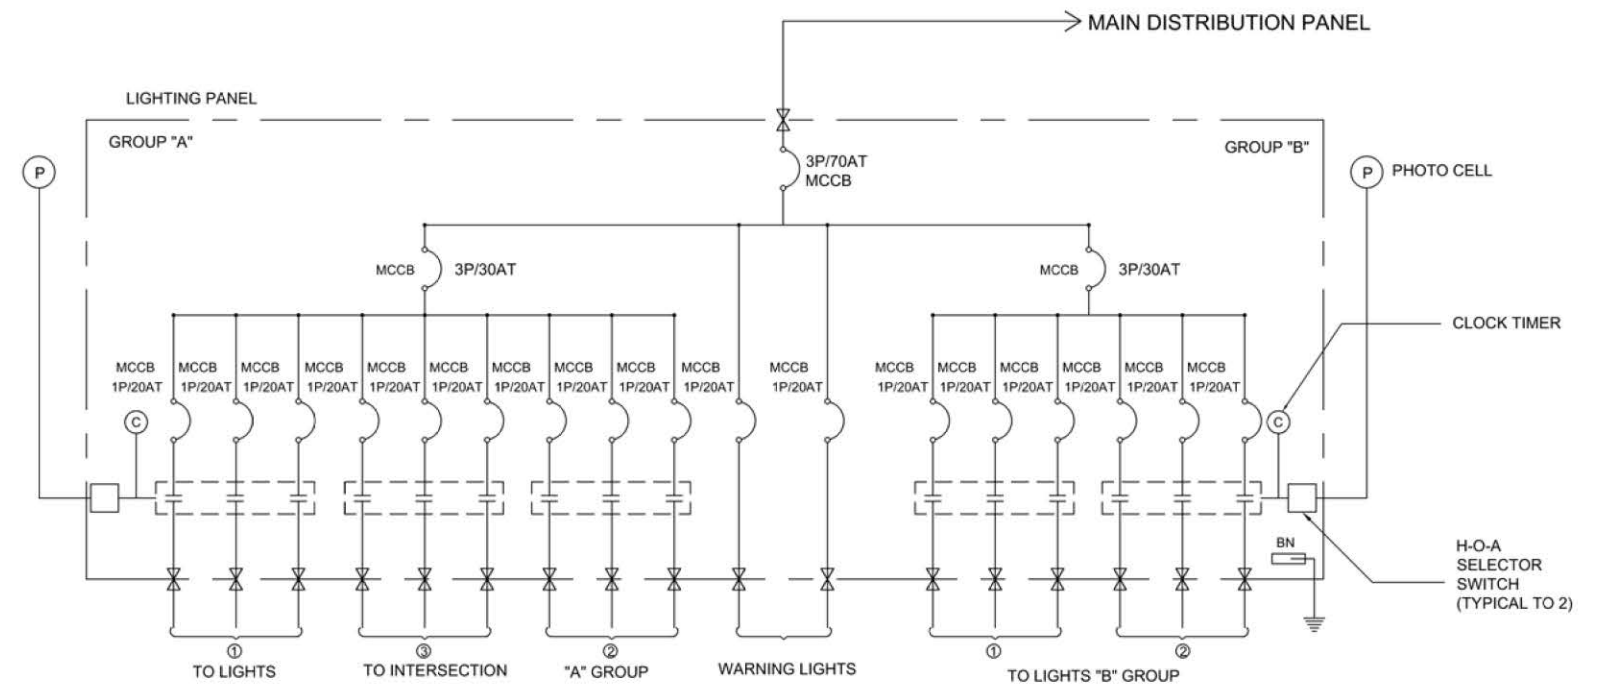 MAIN DISTRIBUTION PANEL
LIGHTING PANEL
GROUP "A"
GROUP "B"
P
3P/70AT
MCCB
P
PHOTO CELL
MCCB 3P/30AT
MCCB 3P/30AT
CLOCK TIMER
MCCB MCCB MCCB MCCB MCCB MCCB MCCB MCCB MCCB MCCB MCCB MCCB MCCB MCCB MCCB MCCB MCCB
1P/20AT 1P/20AT 1P/20AT 1P/20AT 1P/20AT 1P/20AT 1P/20AT 1P/20AT 1P/20AT 1P/20AT 1P/20AT 1P/20AT 1P/20AT 1P/20AT 1P/20AT 1P/20AT 1P/20AT
C
C
BN
H-O-A
SELECTOR
SWITCH
(TYPICAL TO 2)
①
TO LIGHTS
③
TO INTERSECTION
②
"A" GROUP
WARNING LIGHTS
① ②
TO LIGHTS "B" GROUP